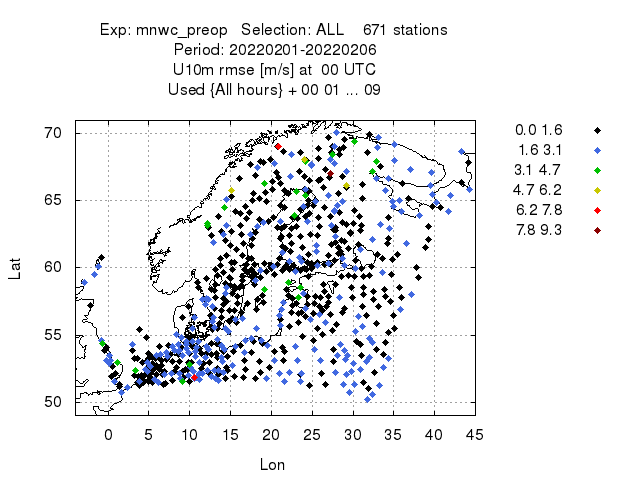 Exp: mnwc_preop   Selection: ALL    671 stations
Period: 20220201-20220206
U10m rmse [m/s] at  00 UTC
Used {All hours} + 00 01 ... 09
0.0 1.6
1.6 3.1
3.1 4.7
4.7 6.2
6.2 7.8
7.8 9.3
70
65
60
55
50
Lat
0 5 10 15 20 25 30 35 40 45
Lon